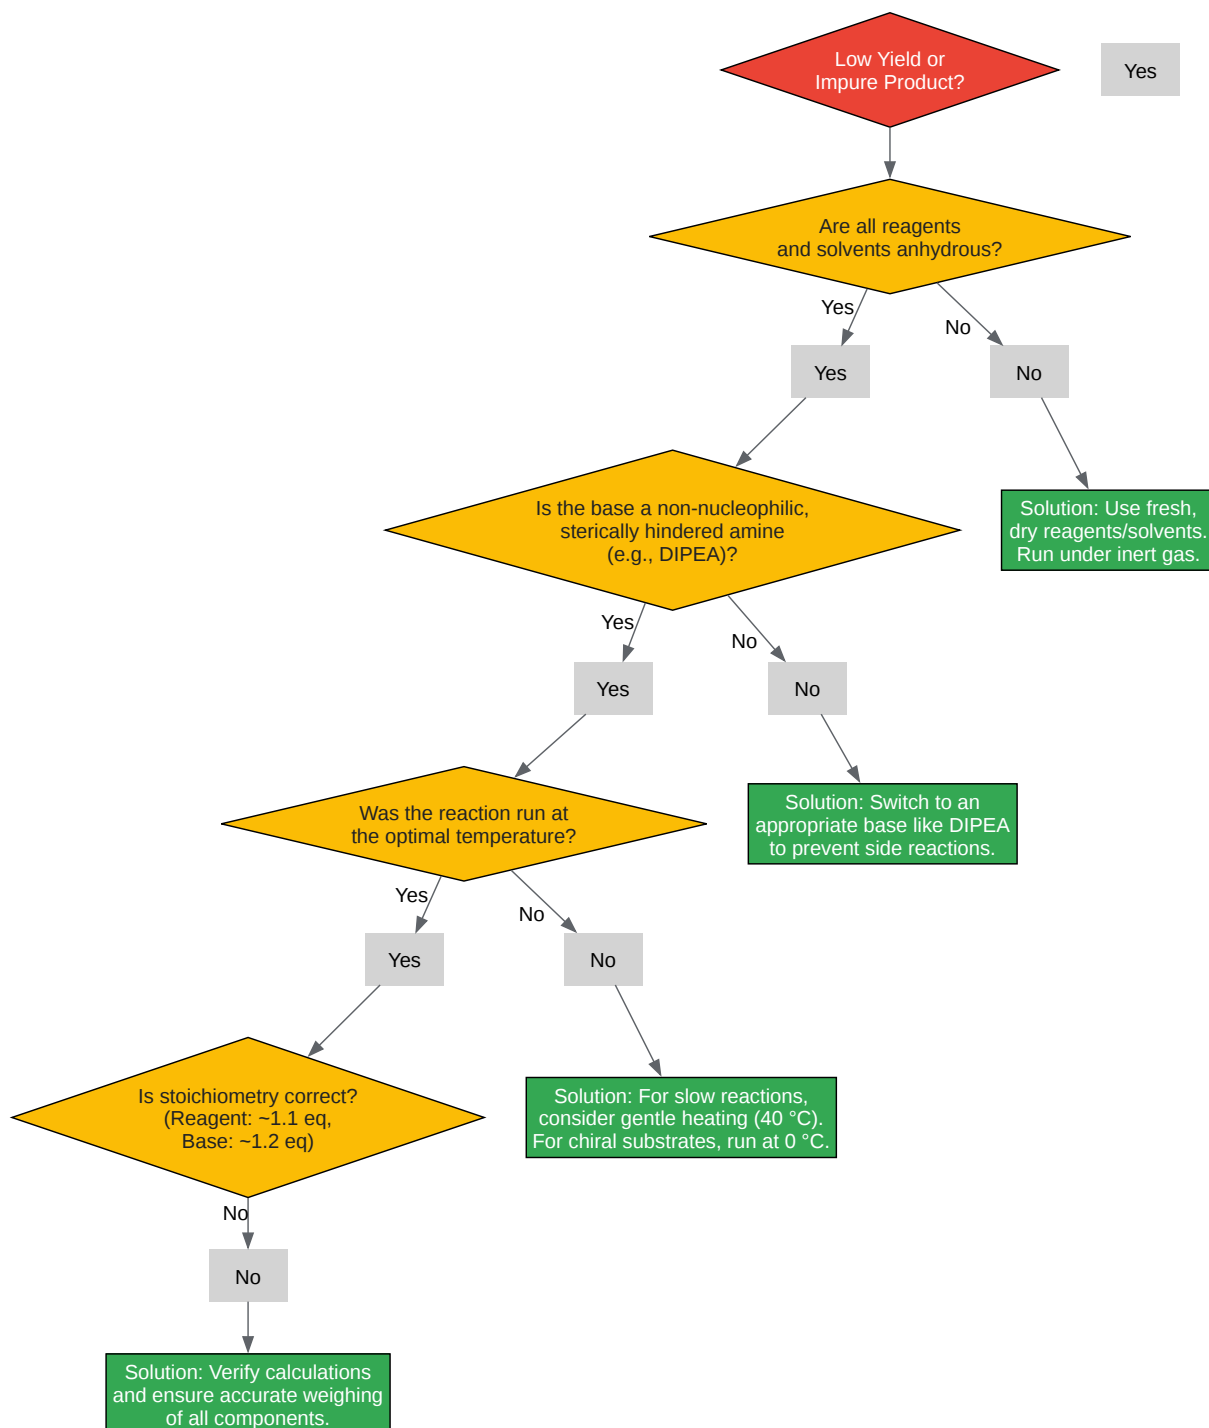 Low Yield or
Impure Product?
Yes
Are all reagents
and solvents anhydrous?
Yes
No
Yes
No
Is the base a non-nucleophilic,
sterically hindered amine
(e.g., DIPEA)?
Solution: Use fresh,
dry reagents/solvents.
Run under inert gas.
Yes
No
Yes
No
Was the reaction run at
the optimal temperature?
Solution: Switch to an
appropriate base like DIPEA
to prevent side reactions.
Yes
No
Yes
No
Is stoichiometry correct?
(Reagent: ~1.1 eq,
Base: ~1.2 eq)
Solution: For slow reactions,
consider gentle heating (40 °C).
For chiral substrates, run at 0 °C.
No
No
Solution: Verify calculations
and ensure accurate weighing
of all components.